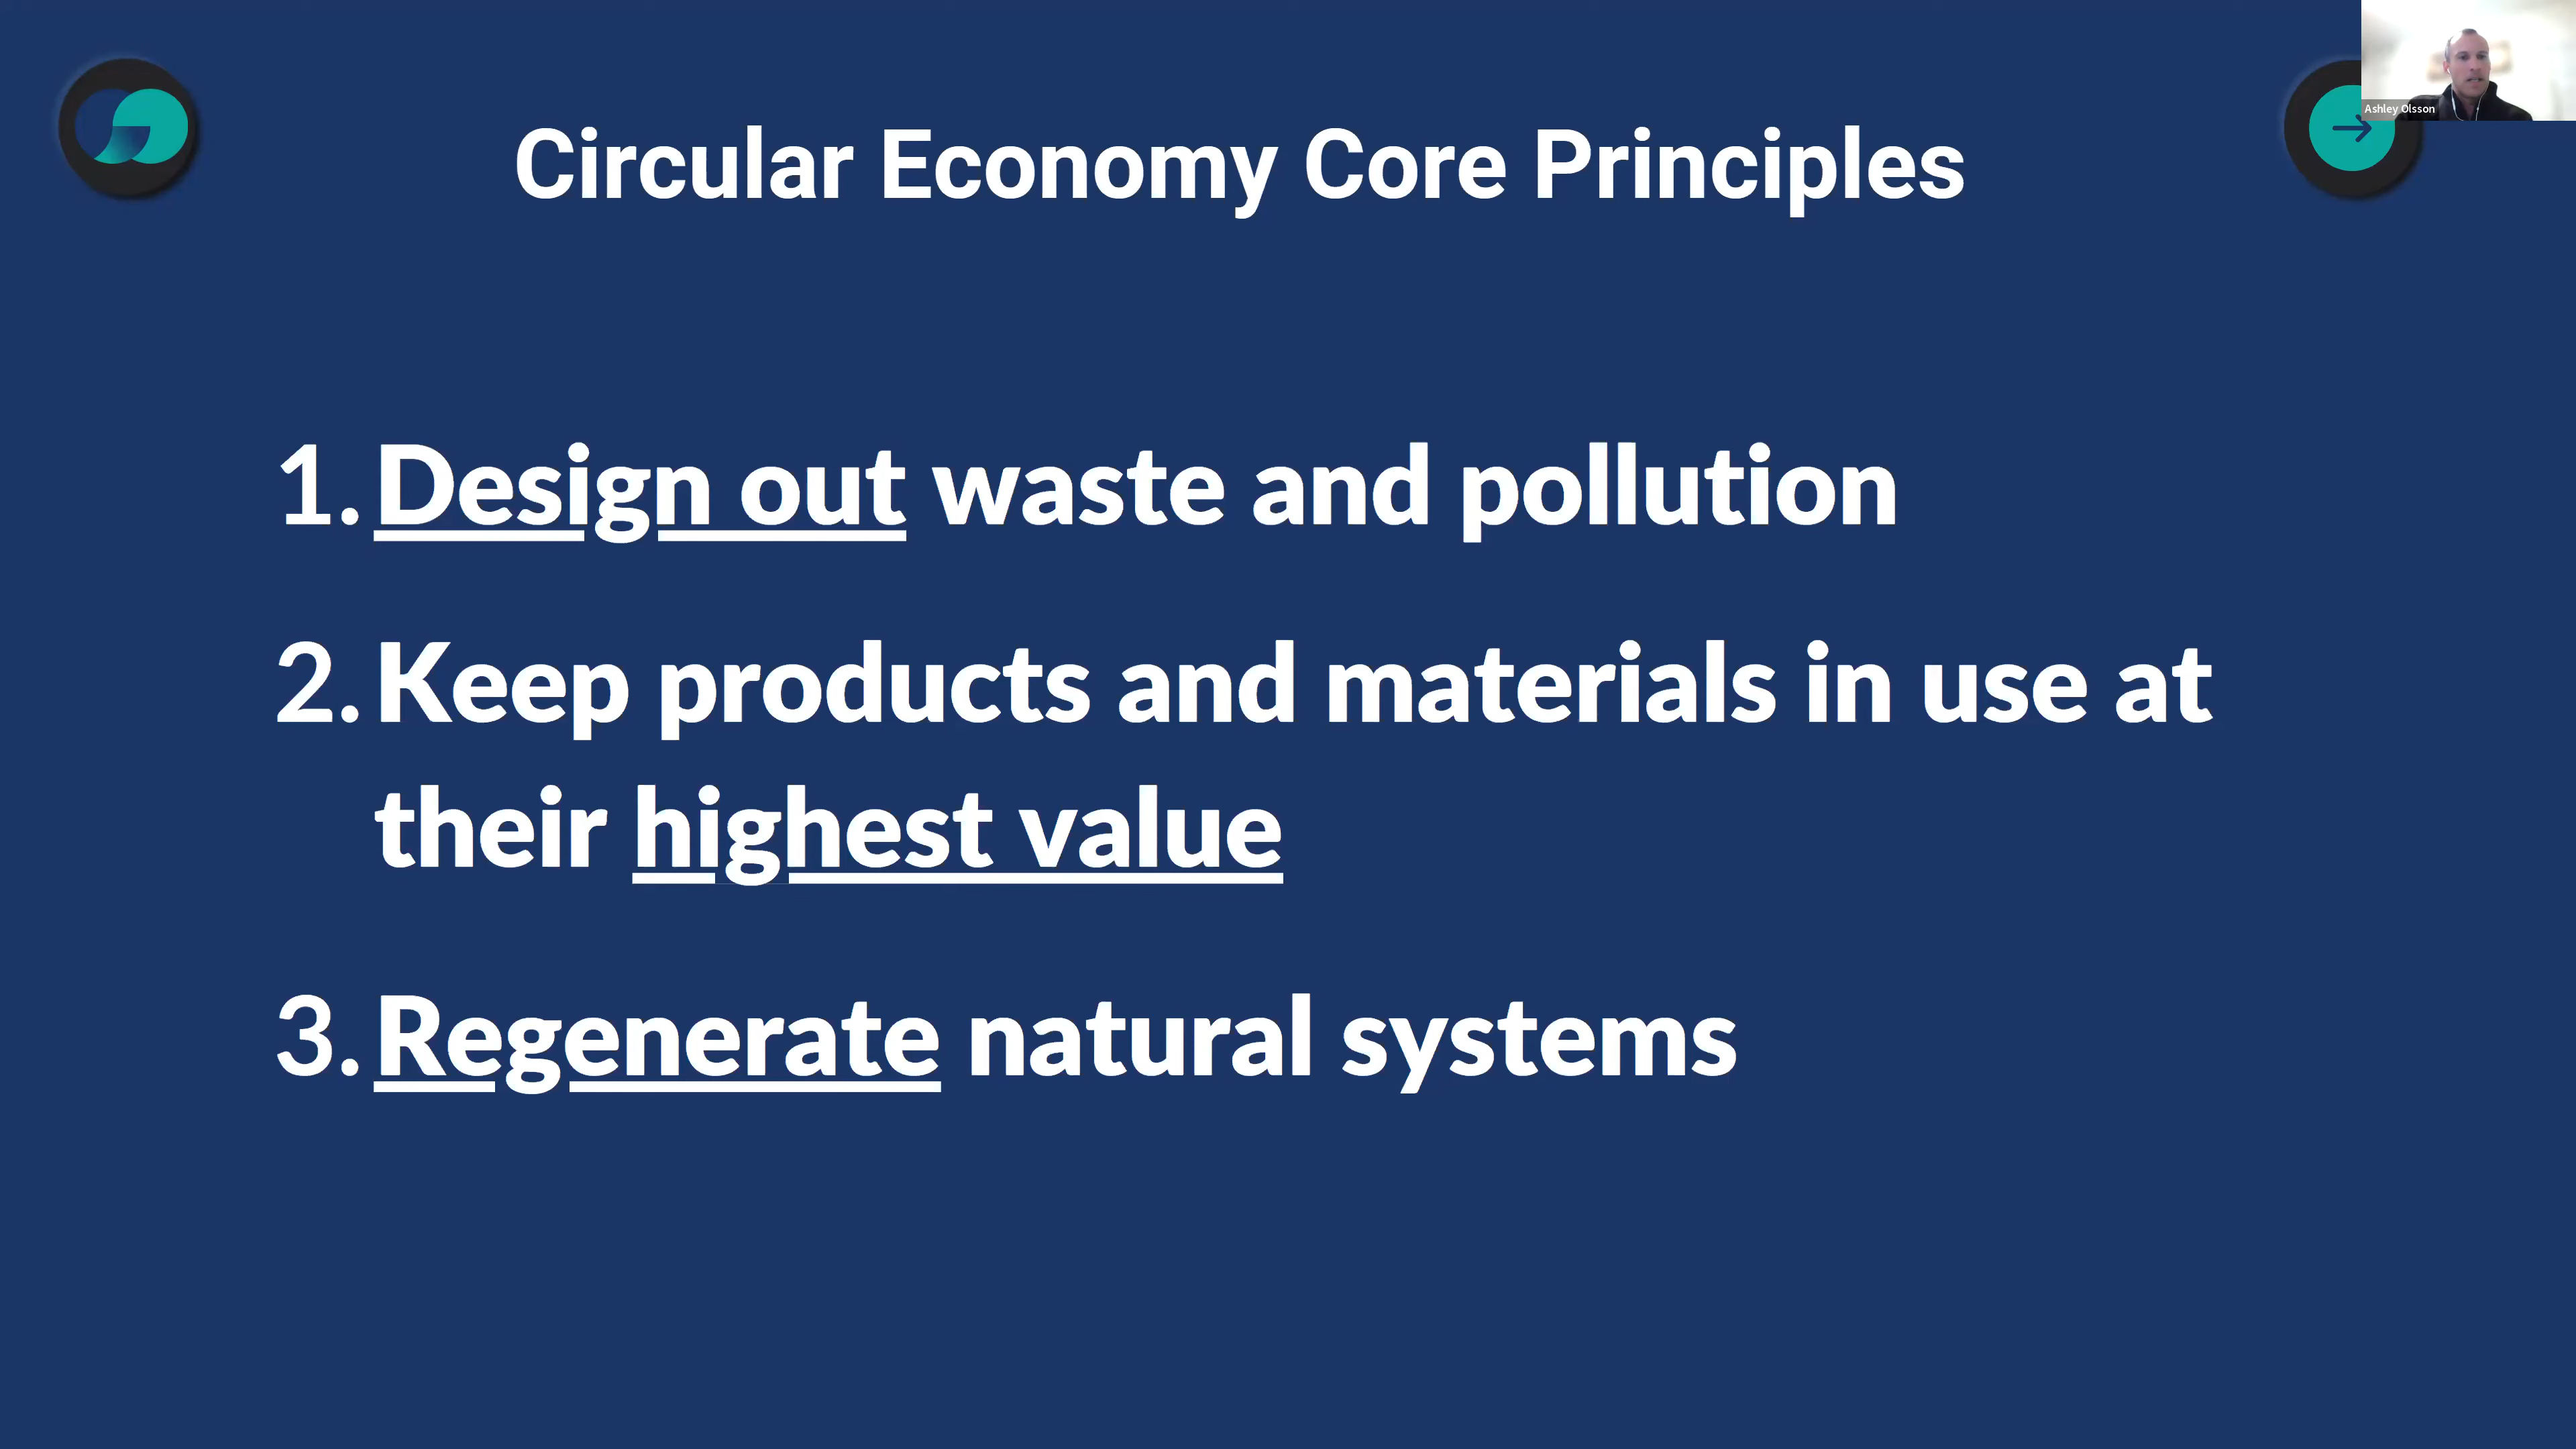 Ashley Olsson
Circular Economy Core Principles
1. Design out waste and pollution
2. Keep products and materials in use at
their highest value
3. Regenerate natural systems